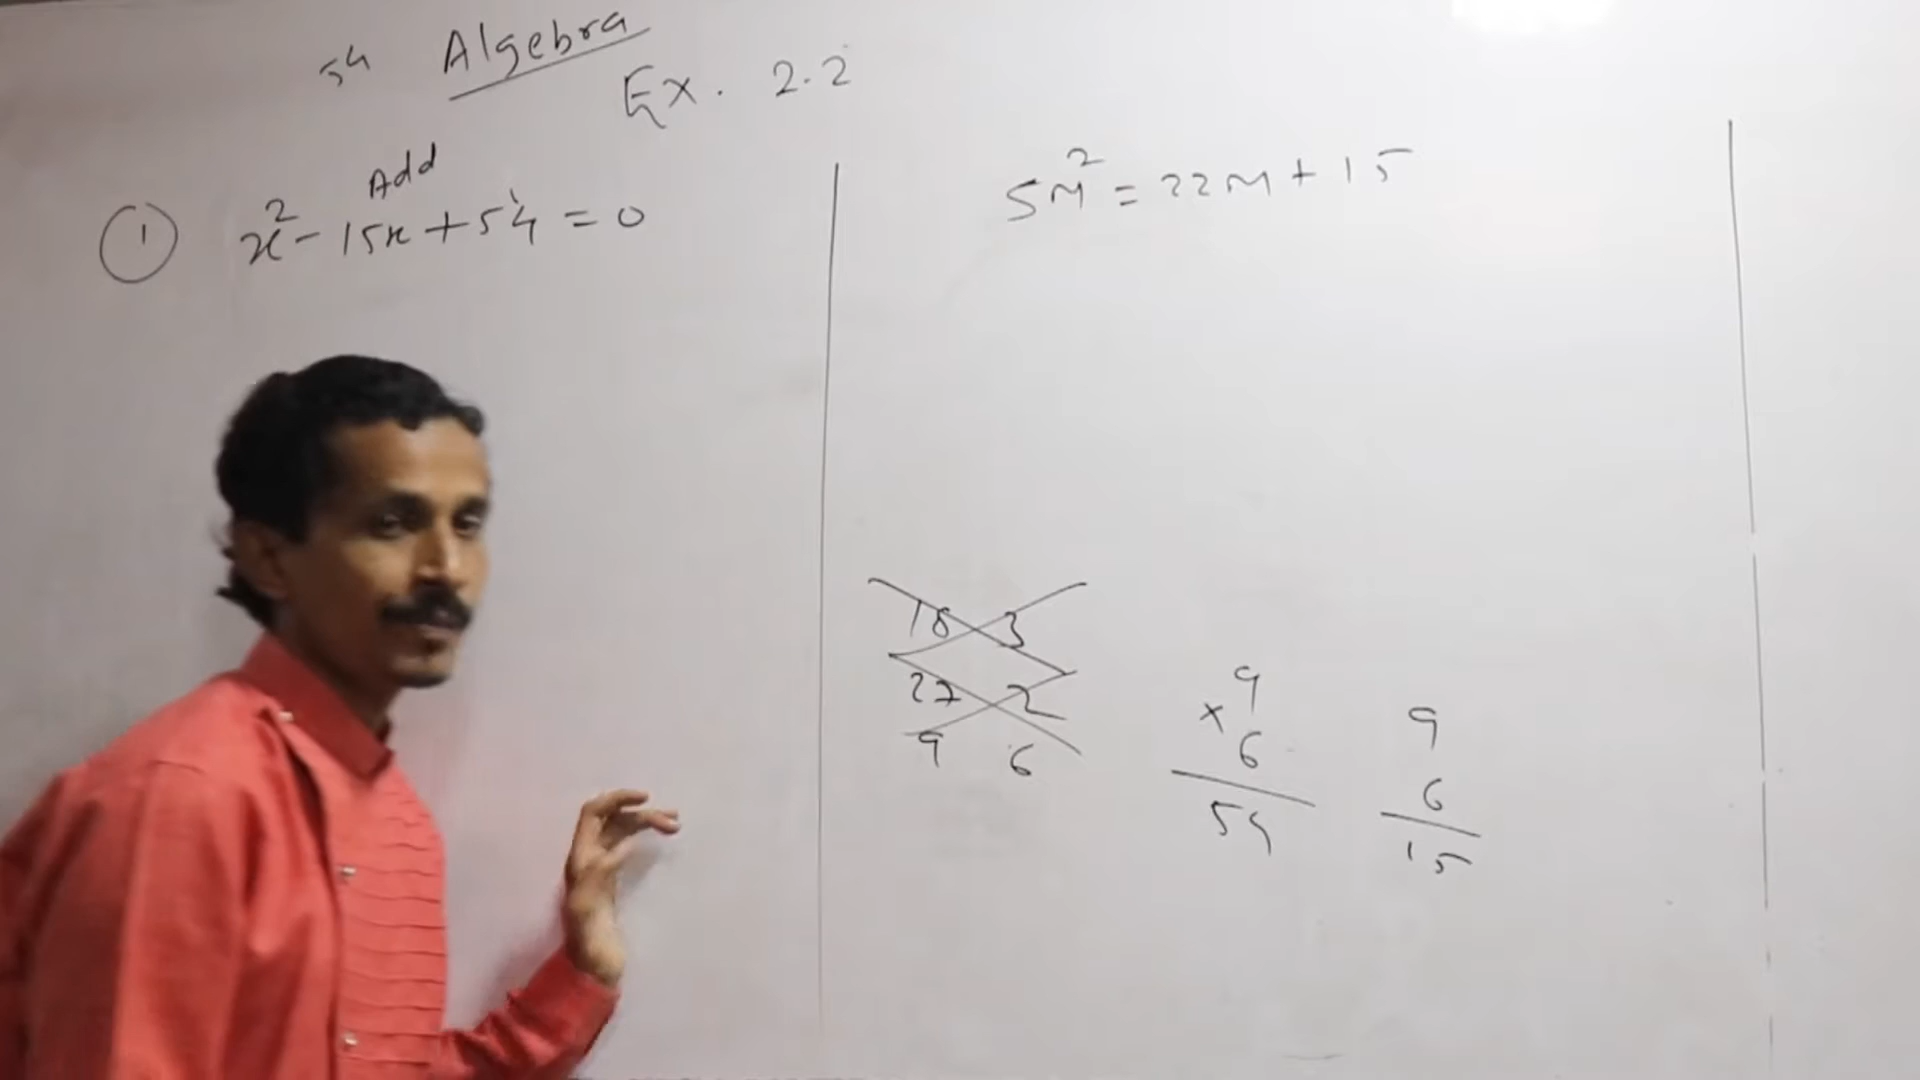 54 Algebra
Ex. 2.2
Add
① x² - 15x + 54 = 0
5m² = 22m + 15
18 3
27 2
9 6
9
× 6
54
9
6
15